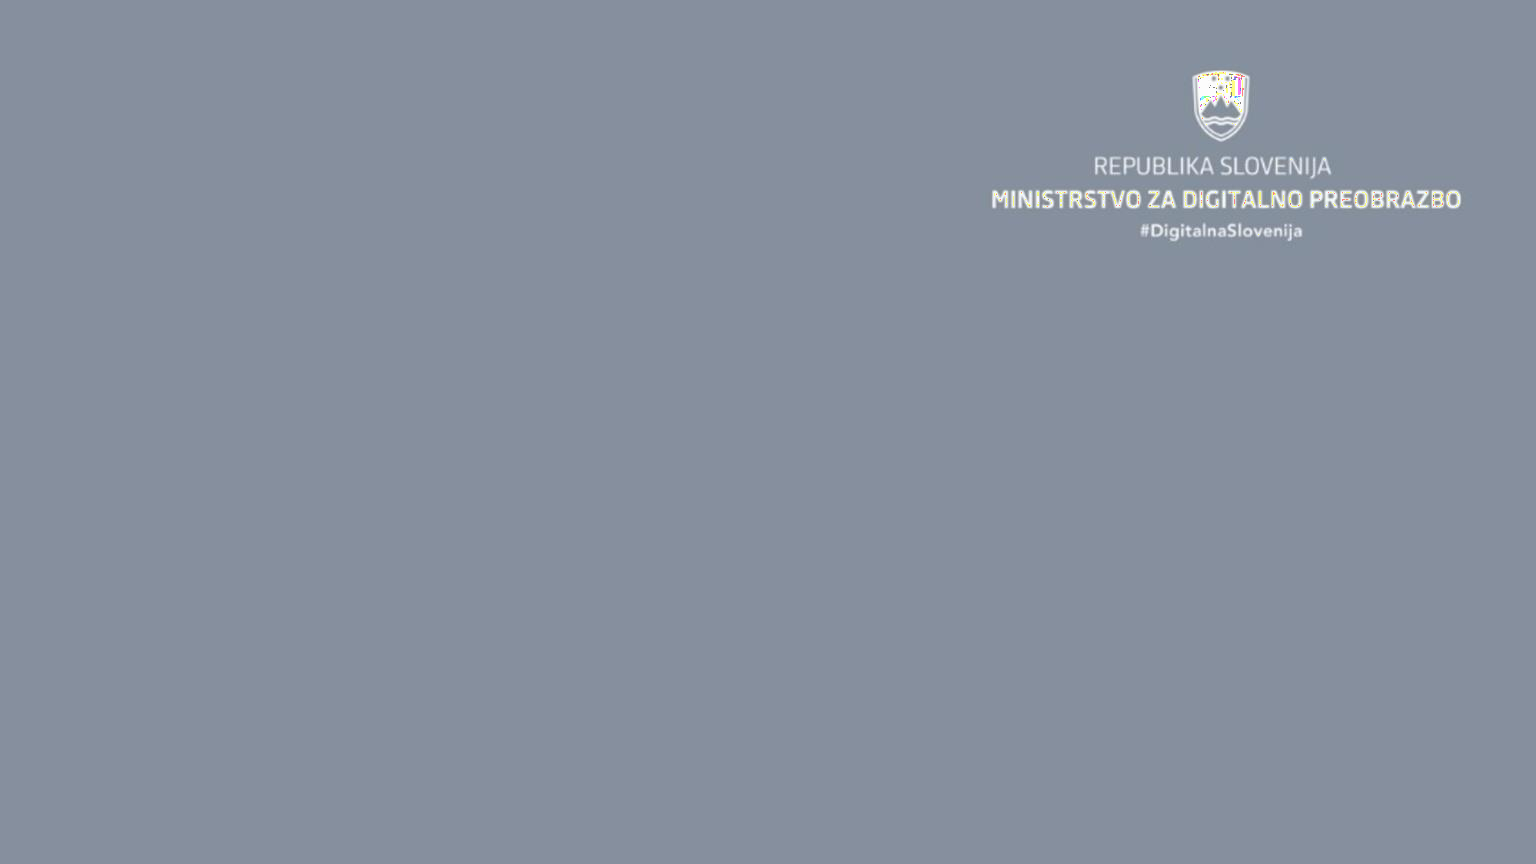 REPUBLIKA SLOVENIJA
MINISTRSTVO ZA DIGITALNO PREOBRAZBO
#DigitalnaSlovenija